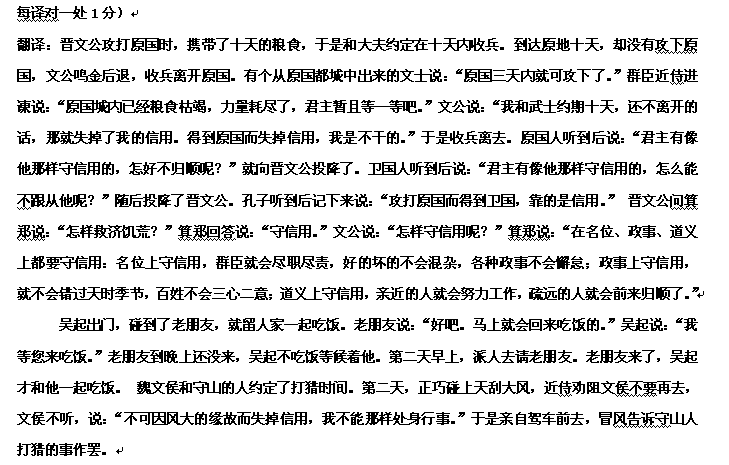 每译对一处1分）
翻译：晋文公攻打原国时，携带了十天的粮食，于是和大夫约定在十天内收兵。到达原地十天，却没有攻下原
国，文公鸣金后退，收兵离开原国。有个从原国都城中出来的文士说：“原国三天内就可攻下了。”群臣近侍进
谏说：“原国城内已经粮食枯竭，力量耗尽了，君主暂且等一等吧。”文公说：“我和武士约期十天，还不离开的
话，那就失掉了我的信用。得到原国而失掉信用，我是不干的。”于是收兵离去。原国人听到后说：“君主有像
他那样守信用的，怎好不归顺呢？”就向晋文公投降了。卫国人听到后说：“君主有像他那样守信用的，怎么能
不跟从他呢？”随后投降了晋文公。孔子听到后记下来说：“攻打原国而得到卫国，靠的是信用。” 晋文公问箕
郑说：“怎样救济饥荒？”箕郑回答说：“守信用。”文公说：“怎样守信用呢？”箕郑说：“在名位、政事、道义
上都要守信用：名位上守信用，群臣就会尽职尽责，好的坏的不会混杂，各种政事不会懈怠；政事上守信用，
就不会错过天时季节，百姓不会三心二意；道义上守信用，亲近的人就会努力工作，疏远的人就会前来归顺了。”
吴起出门，碰到了老朋友，就留人家一起吃饭。老朋友说：“好吧。马上就会回来吃饭的。”吴起说：“我
等您来吃饭。”老朋友到晚上还没来，吴起不吃饭等候着他。第二天早上，派人去请老朋友。老朋友来了，吴起
才和他一起吃饭。 魏文侯和守山的人约定了打猎时间。第二天，正巧碰上天刮大风，近侍劝阻文侯不要再去，
文侯不听，说：“不可因风大的缘故而失掉信用，我不能那样处身行事。”于是亲自驾车前去，冒风告诉守山人
打猎的事作罢。